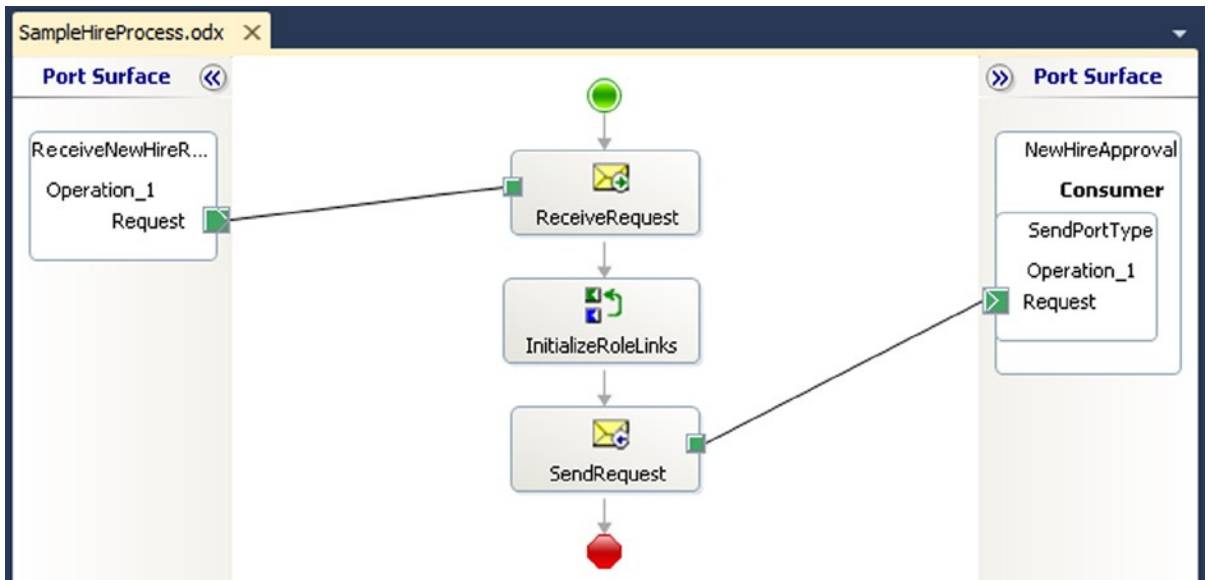 SampleHireProcess.odx
Port Surface
Port Surface
ReceiveNewHireR...
Operation_1
Request
ReceiveRequest
InitializeRoleLinks
SendRequest
NewHireApproval
Consumer
SendPortType
Operation_1
Request